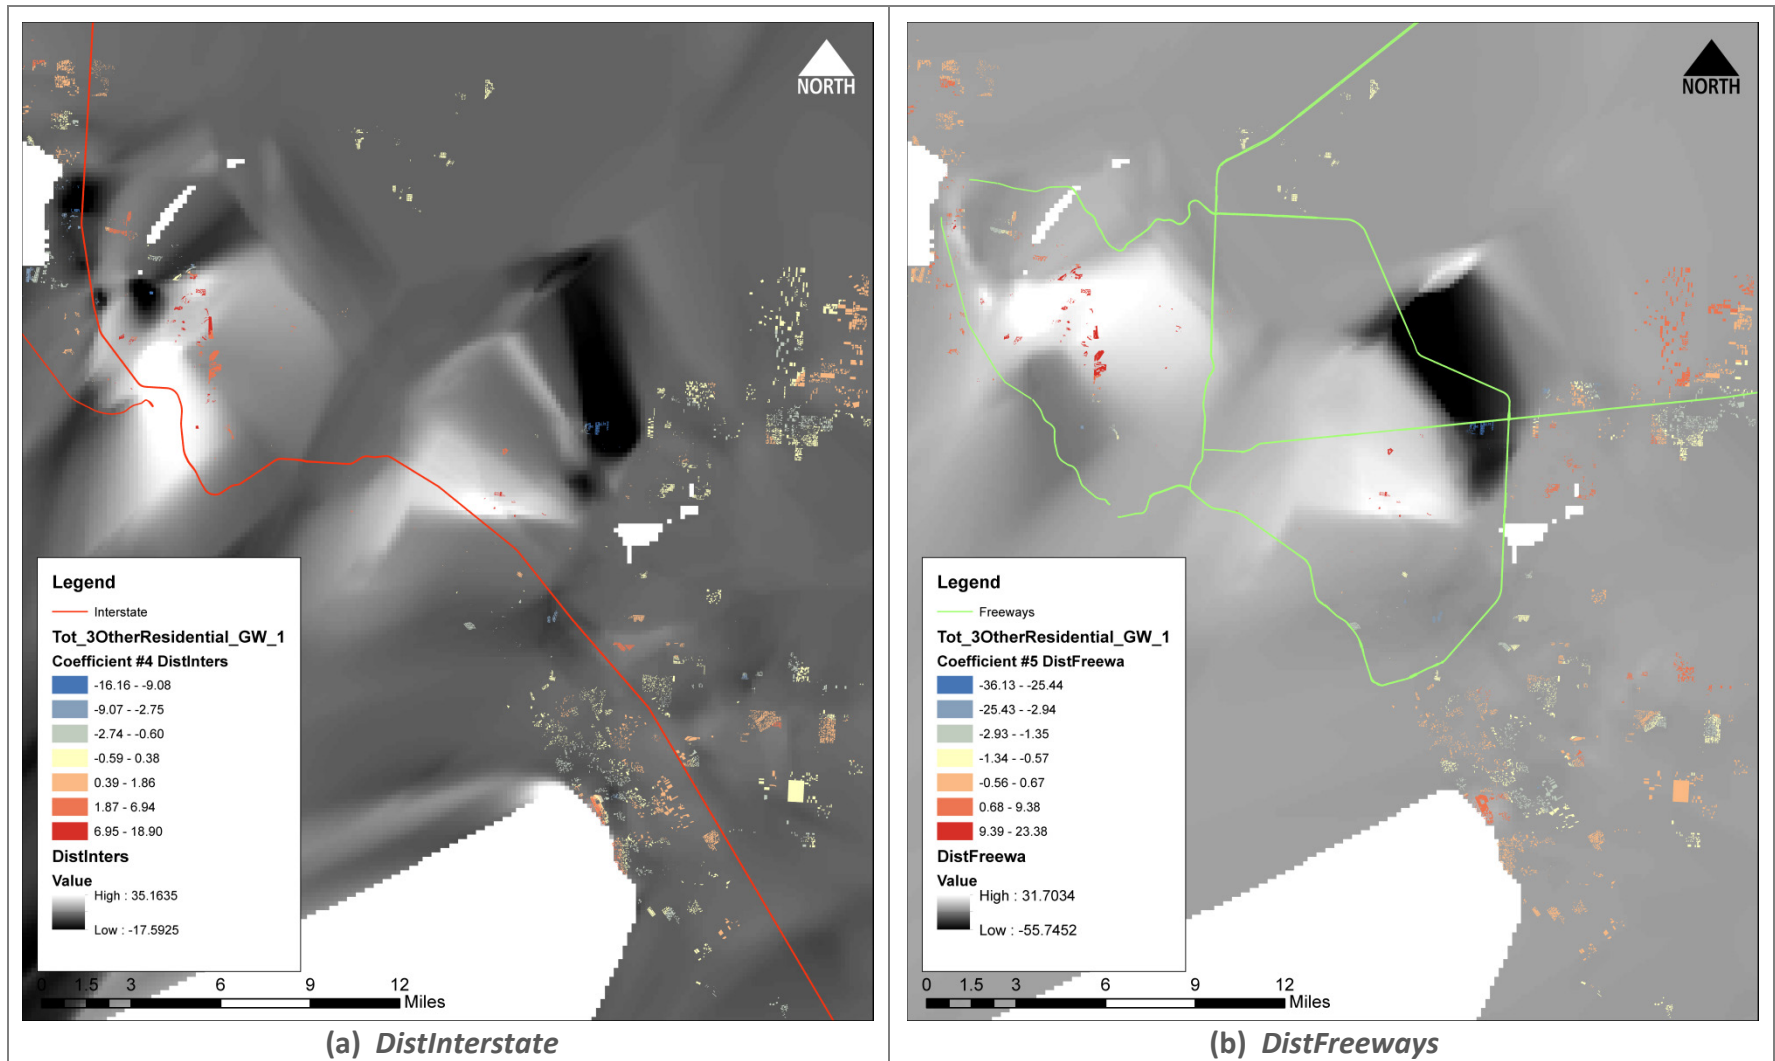 NORTH
Legend
Interstate
Tot_3OtherResidential_GW_1
Coefficient #4 DistInters
-16.16 - -9.08
-9.07 - -2.75
-2.74 - -0.60
-0.59 - 0.38
0.39 - 1.86
1.87 - 6.94
6.95 - 18.90
DistInters
Value
High : 35.1635
Low : -17.5925
0 1.5 3 6 9 12
Miles
(a) DistInterstate
NORTH
Legend
Freeways
Tot_3OtherResidential_GW_1
Coefficient #5 DistFreewa
-36.13 - -25.44
-25.43 - -2.94
-2.93 - -1.35
-1.34 - -0.57
-0.56 - 0.67
0.68 - 9.38
9.39 - 23.38
DistFreewa
Value
High : 31.7034
Low : -55.7452
0 1.5 3 6 9 12
Miles
(b) DistFreeways